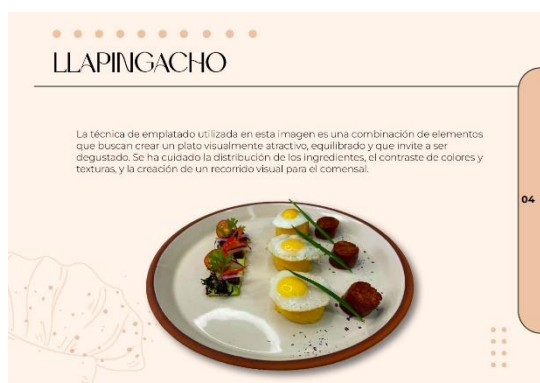 LLAPINGACHO
La técnica de emplatado utilizada en esta imagen es una combinación de elementos
que buscan crear un plato visualmente atractivo, equilibrado y que invite a ser
degustado. Se ha cuidado la distribución de los ingredientes, el contraste de colores y
texturas, y la creación de un recorrido visual para el comensal.
04